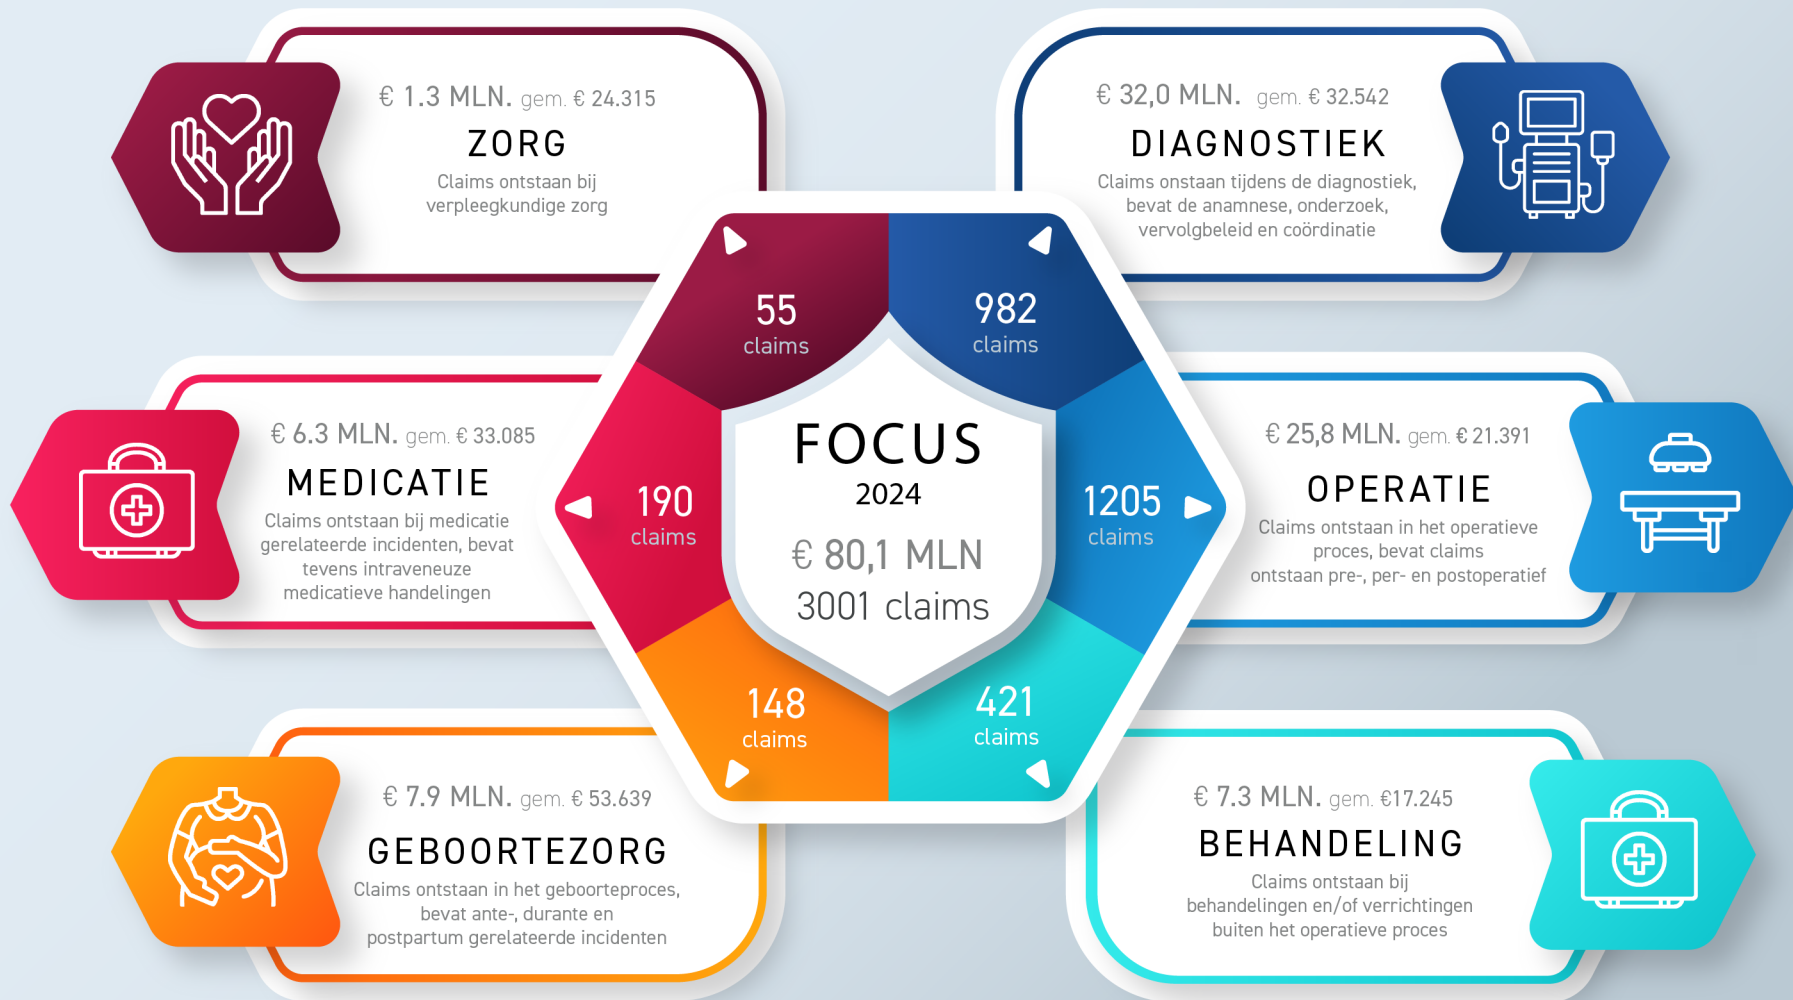 € 1.3 MLN. gem. € 24.315
ZORG
Claims ontstaan bij
verpleegkundige zorg
€ 32,0 MLN. gem. € 32.542
DIAGNOSTIEK
Claims onstaan tijdens de diagnostiek,
bevat de anamnese, onderzoek,
vervolgbeleid en coördinatie
55
claims
982
claims
€ 6.3 MLN. gem. € 33.085
MEDICATIE
Claims ontstaan bij medicatie
gerelateerde incidenten, bevat
tevens intraveneuze
medicatieve handelingen
190
claims
FOCUS
2024
€ 80,1 MLN
3001 claims
1205
claims
€ 25,8 MLN. gem. € 21.391
OPERATIE
Claims ontstaan in het operatieve
proces, bevat claims
ontstaan pre-, per- en postoperatief
148
claims
421
claims
€ 7.9 MLN. gem. € 53.639
GEBOORTEZORG
Claims ontstaan in het geboorteproces,
bevat ante-, durante en
postpartum gerelateerde incidenten
€ 7.3 MLN. gem. €17.245
BEHANDELING
Claims ontstaan bij
behandelingen en/of verrichtingen
buiten het operatieve proces